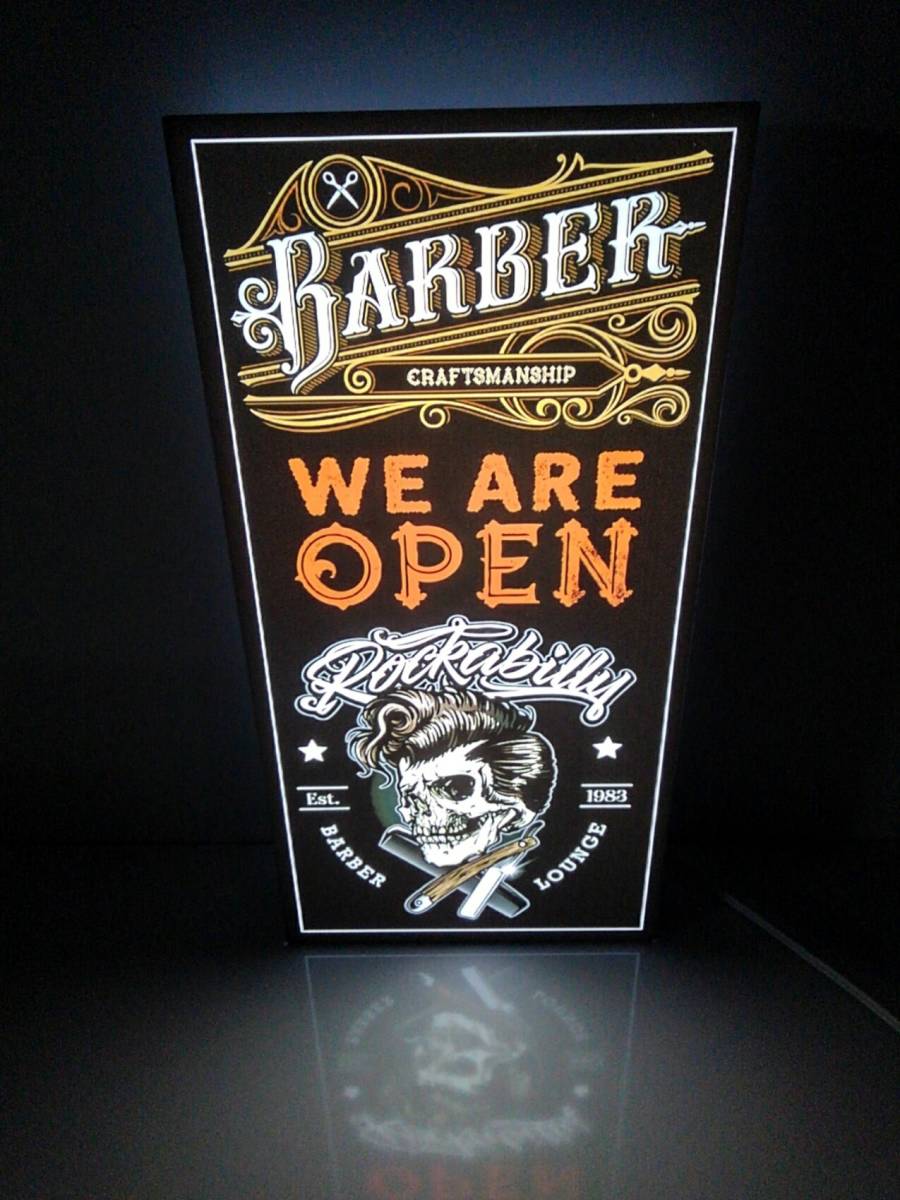 BARBER
CRAFTSMANSHIP
WE ARE
OPEN
Rockabilly
Est. 1983
BARBER LOUNGE